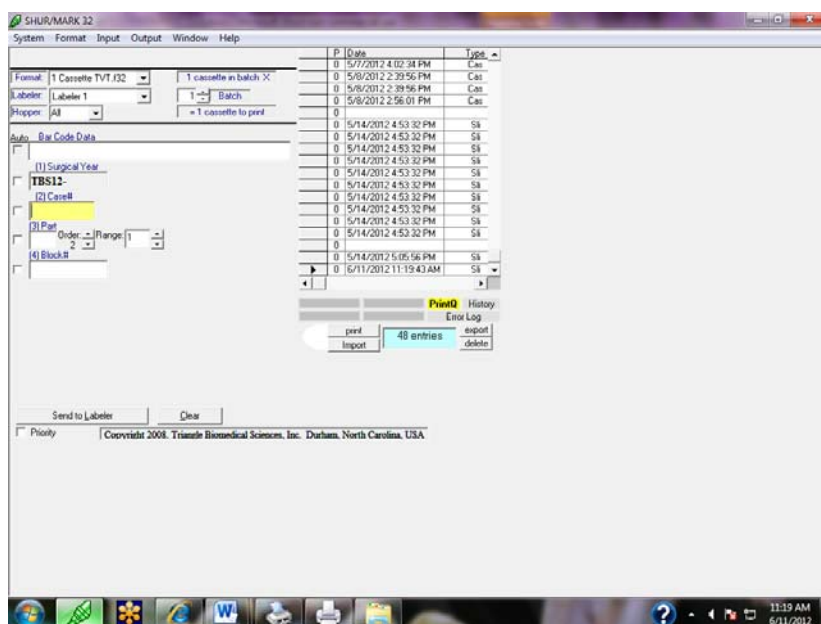 SHUR/MARK 32
System Format Input Output Window Help
Format: 1 Cassette TVT.f32 1 cassette in batch X
Labeler: Labeler 1 1 Batch
Hopper: All = 1 cassette to print
Auto Bar Code Data
(1) Surgical Year
TBS12-
(2) Case#
(3) Part
Order: 2 Range: 1
(4) Block#
P Date Type
0 5/7/2012 4:02:34 PM Cas
0 5/8/2012 2:39:56 PM Cas
0 5/8/2012 2:39:56 PM Cas
0 5/8/2012 2:56:01 PM Cas
0
0 5/14/2012 4:53:32 PM Sli
0 5/14/2012 4:53:32 PM Sli
0 5/14/2012 4:53:32 PM Sli
0 5/14/2012 4:53:32 PM Sli
0 5/14/2012 4:53:32 PM Sli
0 5/14/2012 4:53:32 PM Sli
0 5/14/2012 4:53:32 PM Sli
0 5/14/2012 4:53:32 PM Sli
0 5/14/2012 4:53:32 PM Sli
0 5/14/2012 4:53:32 PM Sli
0
0 5/14/2012 5:05:56 PM Sli
0 6/11/2012 11:19:43 AM Sli
PrintQ History
Error Log
print 48 entries export
Import delete
Send to Labeler Clear
Priority Copyright 2008. Triangle Biomedical Sciences, Inc. Durham, North Carolina, USA
11:19 AM
6/11/2012